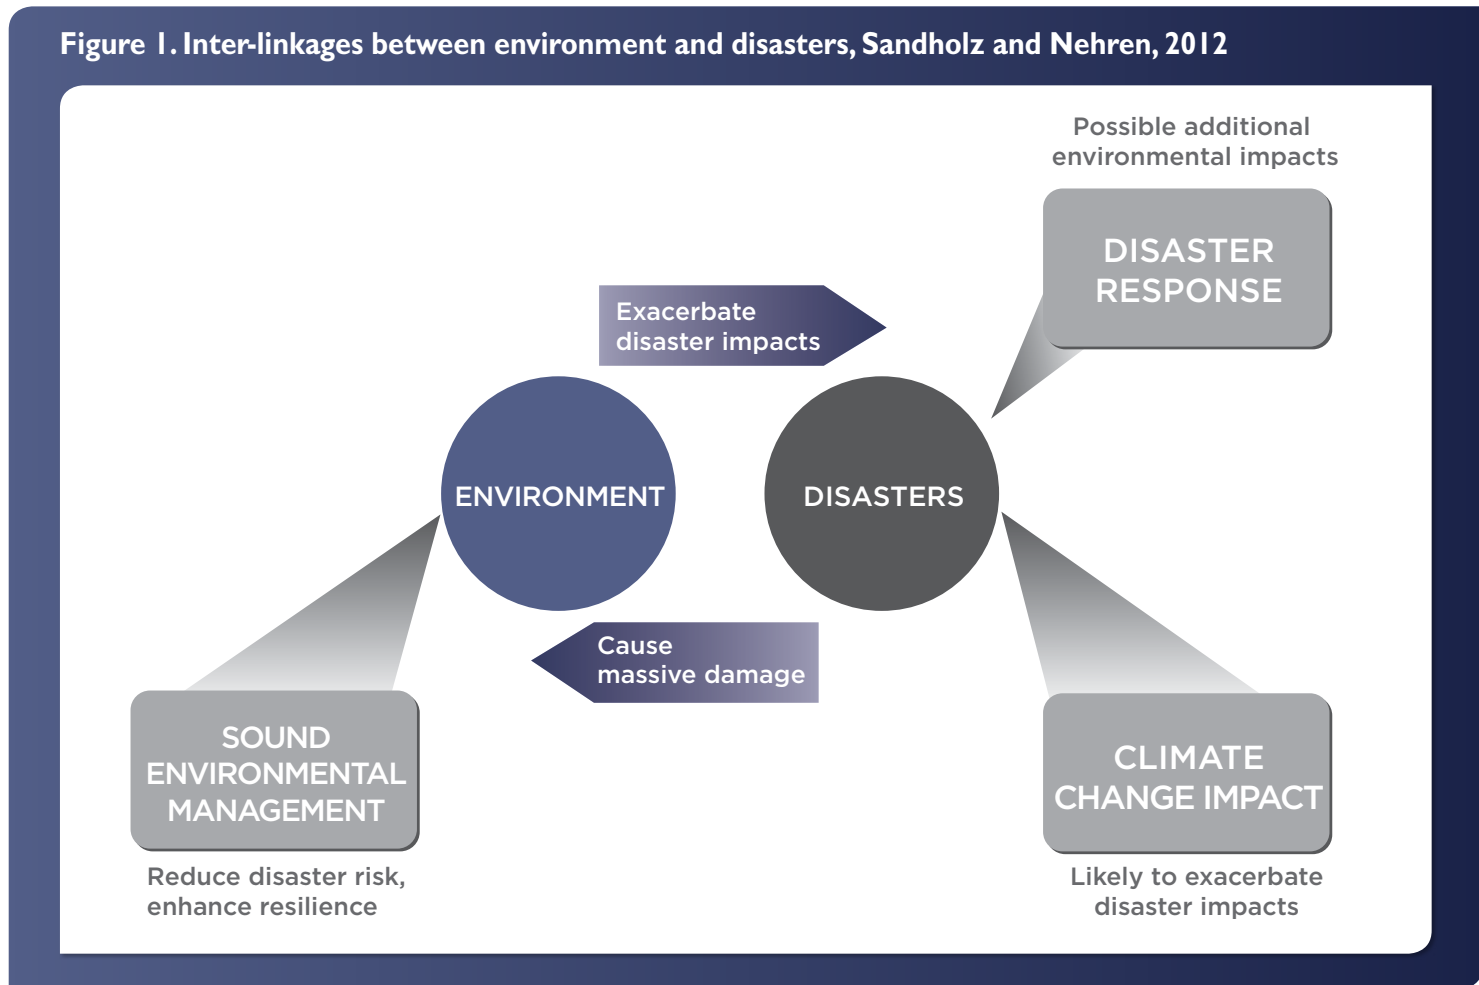 Figure 1. Inter-linkages between environment and disasters, Sandholz and Nehren, 2012
Possible additional
environmental impacts
DISASTER
RESPONSE
Exacerbate
disaster impacts
ENVIRONMENT
DISASTERS
Cause
massive damage
SOUND
ENVIRONMENTAL
MANAGEMENT
Reduce disaster risk,
enhance resilience
CLIMATE
CHANGE IMPACT
Likely to exacerbate
disaster impacts